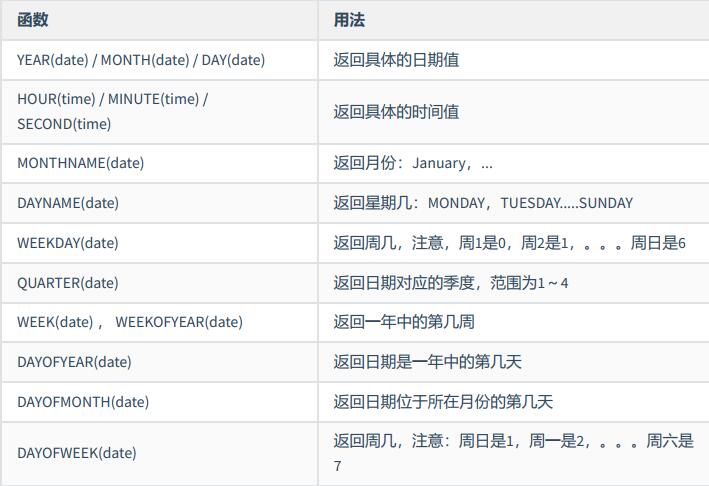 函数 用法
YEAR(date) / MONTH(date) / DAY(date) 返回具体的日期值
HOUR(time) / MINUTE(time) /
SECOND(time) 返回具体的时间值
MONTHNAME(date) 返回月份：January，...
DAYNAME(date) 返回星期几：MONDAY，TUESDAY.....SUNDAY
WEEKDAY(date) 返回周几，注意，周1是0，周2是1，。。。周日是6
QUARTER(date) 返回日期对应的季度，范围为1～4
WEEK(date) ， WEEKOFYEAR(date) 返回一年中的第几周
DAYOFYEAR(date) 返回日期是一年中的第几天
DAYOFMONTH(date) 返回日期位于所在月份的第几天
DAYOFWEEK(date) 返回周几，注意：周日是1，周一是2，。。。周六是
7